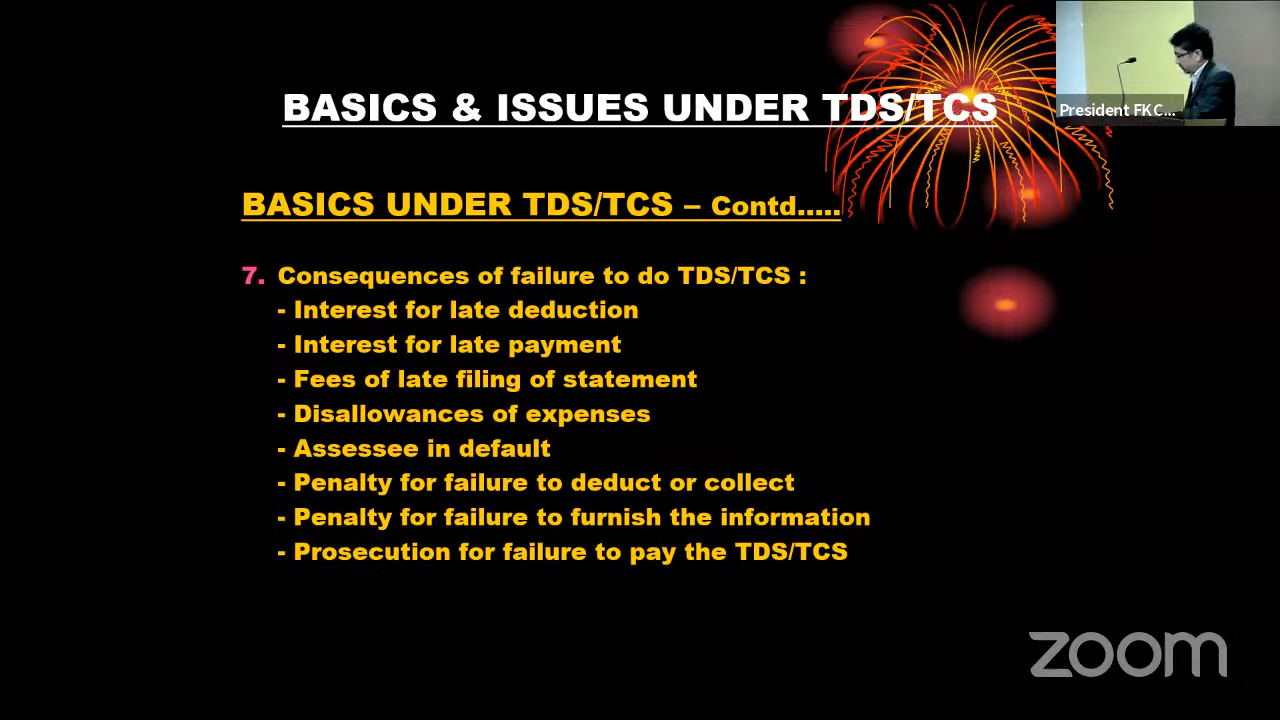 BASICS & ISSUES UNDER TDS/TCS
President FKC...
BASICS UNDER TDS/TCS – Contd.....
7. Consequences of failure to do TDS/TCS :
- Interest for late deduction
- Interest for late payment
- Fees of late filing of statement
- Disallowances of expenses
- Assessee in default
- Penalty for failure to deduct or collect
- Penalty for failure to furnish the information
- Prosecution for failure to pay the TDS/TCS
zoom